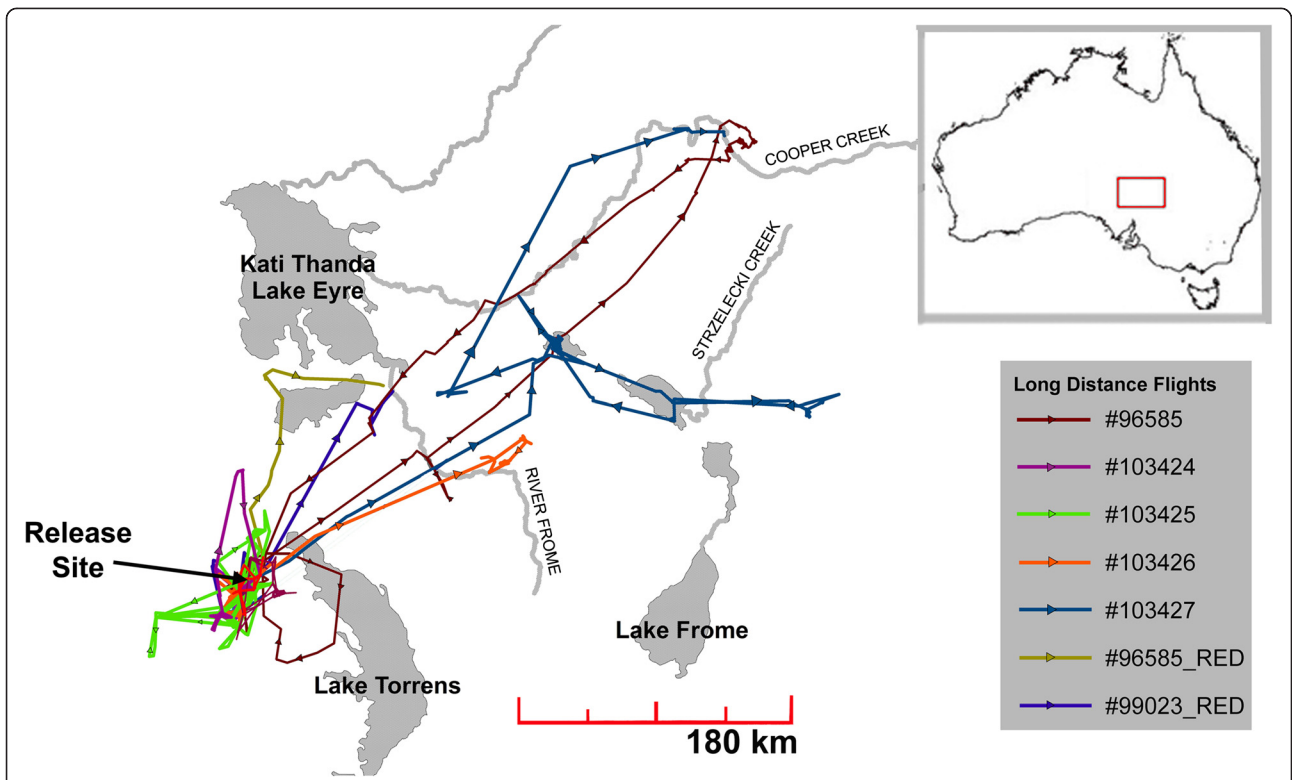 COOPER CREEK
Kati Thanda
Lake Eyre
STRZELECKI CREEK
RIVER FROME
Release
Site
Lake Frome
Lake Torrens
180 km
Long Distance Flights
#96585
#103424
#103425
#103426
#103427
#96585_RED
#99023_RED